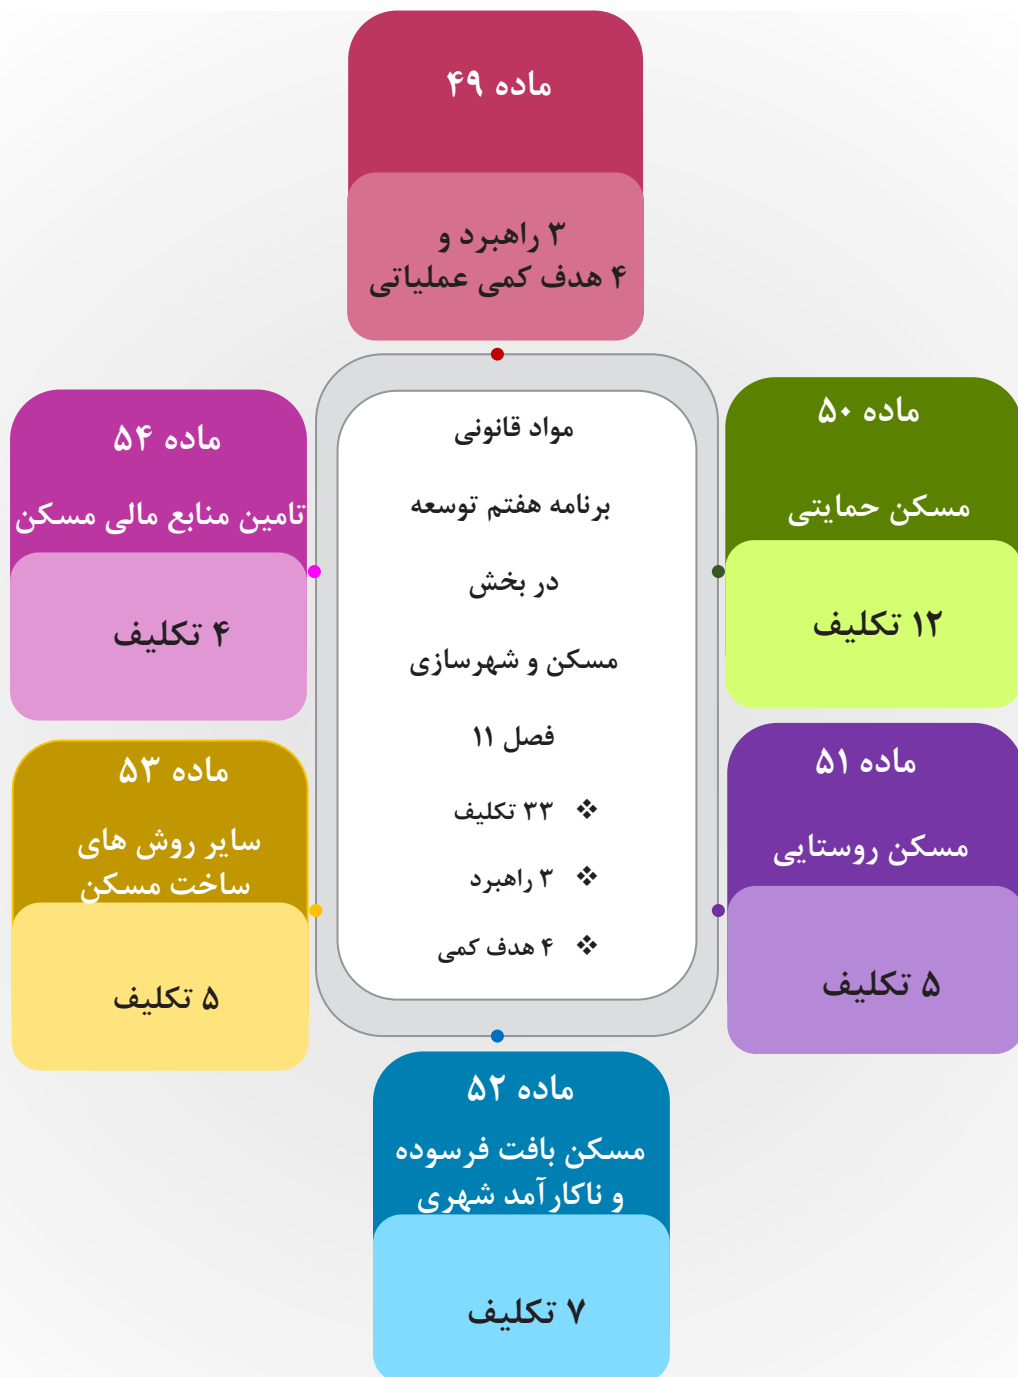 ماده ۴۹
۳ راهبرد و
۴ هدف کمی عملیاتی
مواد قانونی
برنامه هفتم توسعه
در بخش
مسکن و شهرسازی
فصل ۱۱
❖ ۳۳ تکلیف
❖ ۳ راهبرد
❖ ۴ هدف کمی
ماده ۵۰
مسکن حمایتی
۱۲ تکلیف
ماده ۵۱
مسکن روستایی
۵ تکلیف
ماده ۵۲
مسکن بافت فرسوده
و ناکارآمد شهری
۷ تکلیف
ماده ۵۳
سایر روش های
ساخت مسکن
۵ تکلیف
ماده ۵۴
تامین منابع مالی مسکن
۴ تکلیف